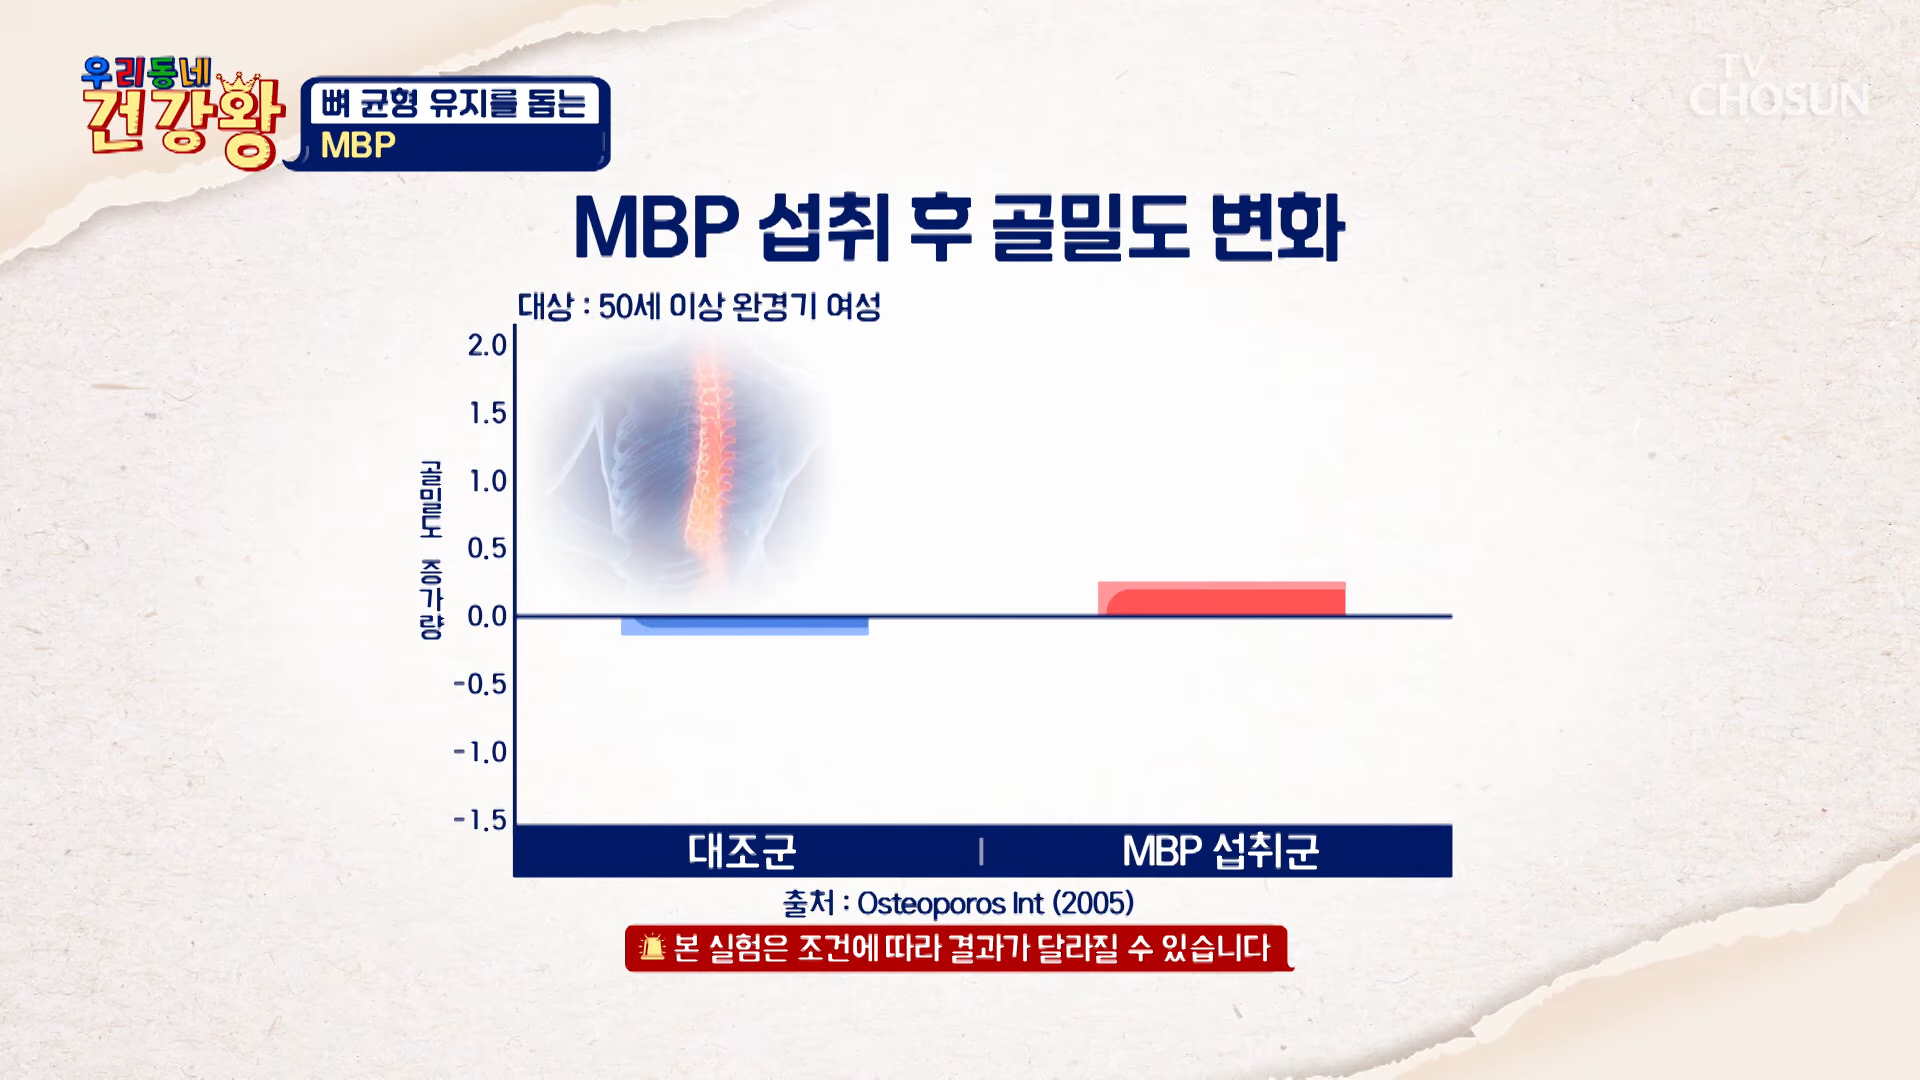 우리동네
건강왕
뼈 균형 유지를 돕는
MBP
TV
CHOSUN
MBP 섭취 후 골밀도 변화
대상 : 50세 이상 완경기 여성
골밀도 증가량
2.0
1.5
1.0
0.5
0.0
-0.5
-1.0
-1.5
대조군 | MBP 섭취군
출처 : Osteoporos Int (2005)
본 실험은 조건에 따라 결과가 달라질 수 있습니다